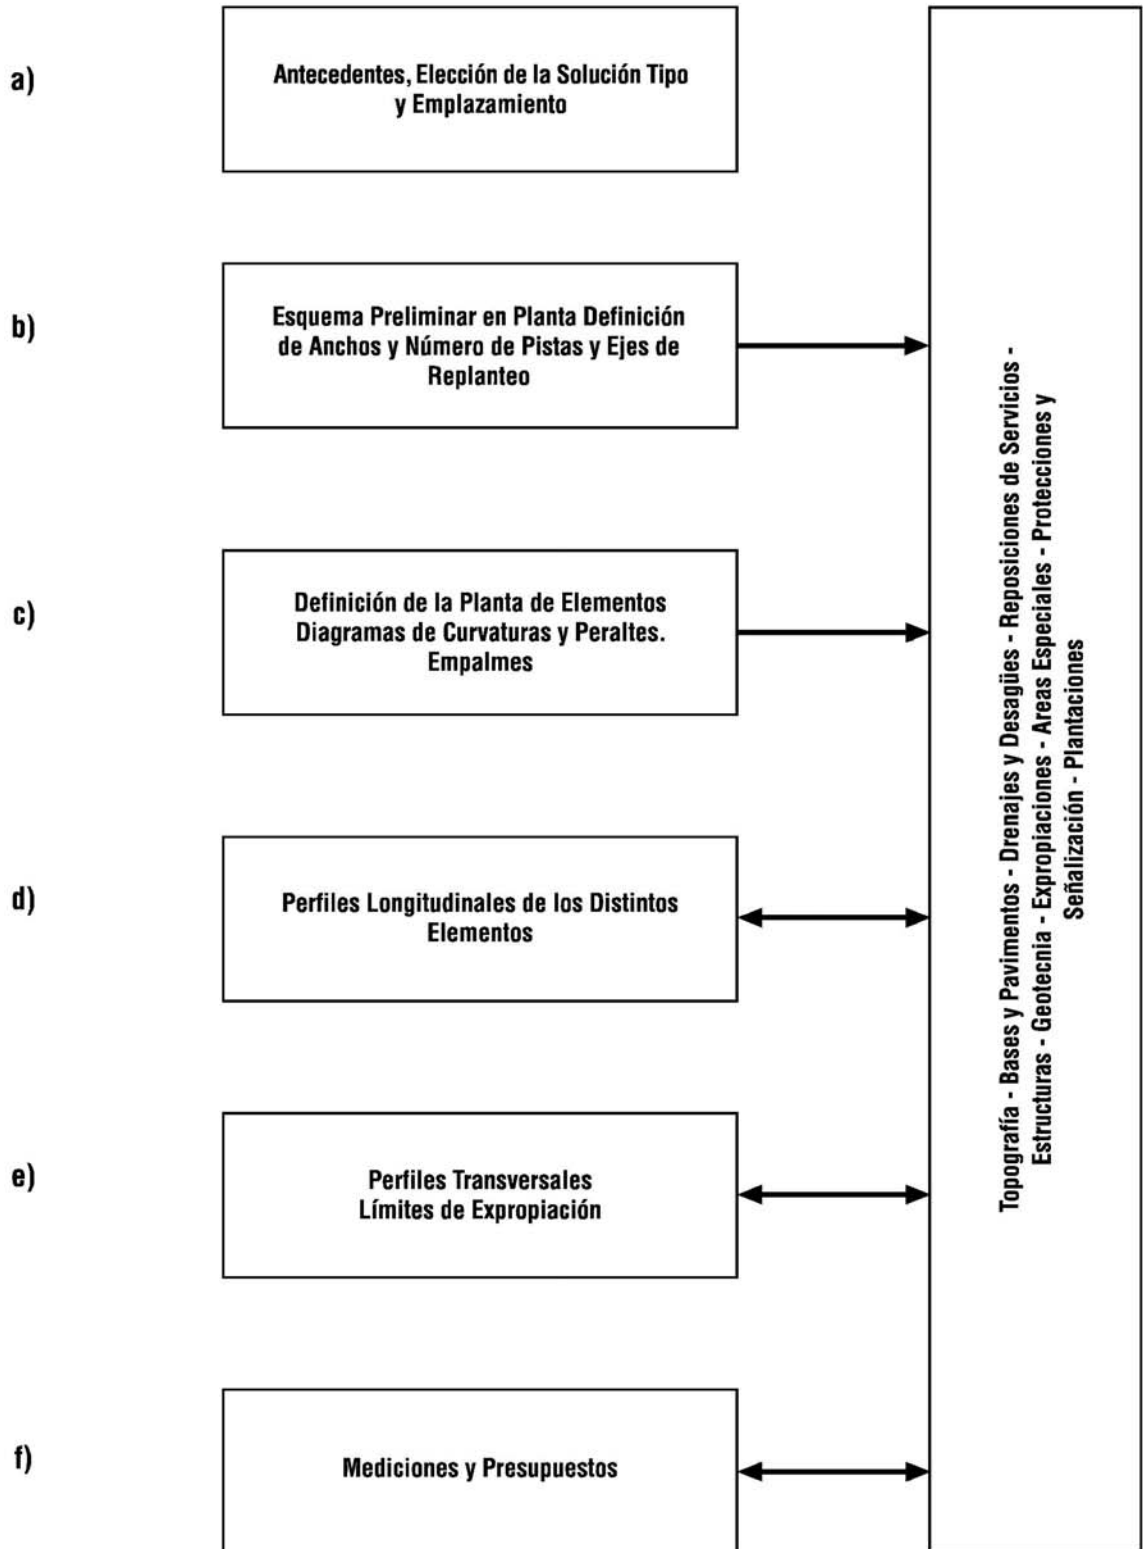 a)
Antecedentes, Elección de la Solución Tipo
y Emplazamiento
b)
Esquema Preliminar en Planta Definición
de Anchos y Número de Pistas y Ejes de
Replanteo
c)
Definición de la Planta de Elementos
Diagramas de Curvaturas y Peraltes.
Empalmes
d)
Perfiles Longitudinales de los Distintos
Elementos
e)
Perfiles Transversales
Límites de Expropiación
f)
Mediciones y Presupuestos
Topografía - Bases y Pavimentos - Drenajes y Desagües - Reposiciones de Servicios -
Estructuras - Geotecnia - Expropiaciones - Areas Especiales - Protecciones y
Señalización - Plantaciones